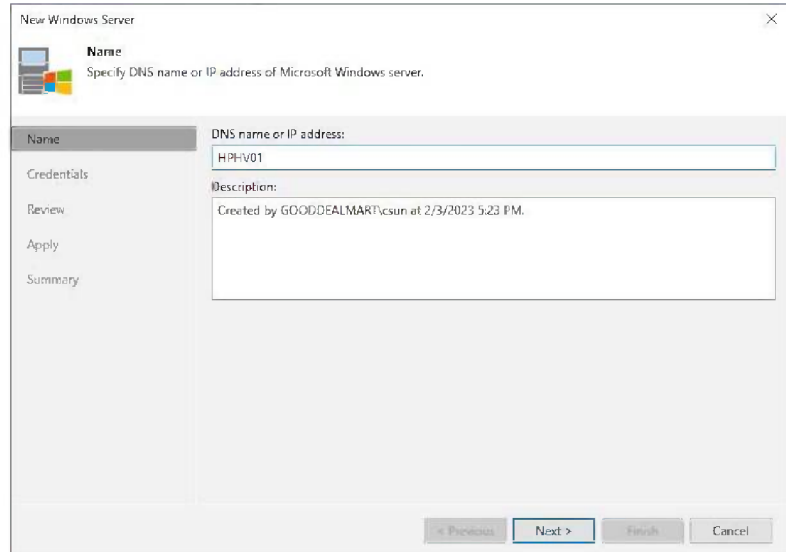 New Windows Server
Name
Specify DNS name or IP address of Microsoft Windows server.
Name
DNS name or IP address:
HPHV01
Credentials
Description:
Created by GOODDEALMART\csun at 2/3/2023 5:23 PM.
Review
Apply
Summary
< Previous Next > Finish Cancel